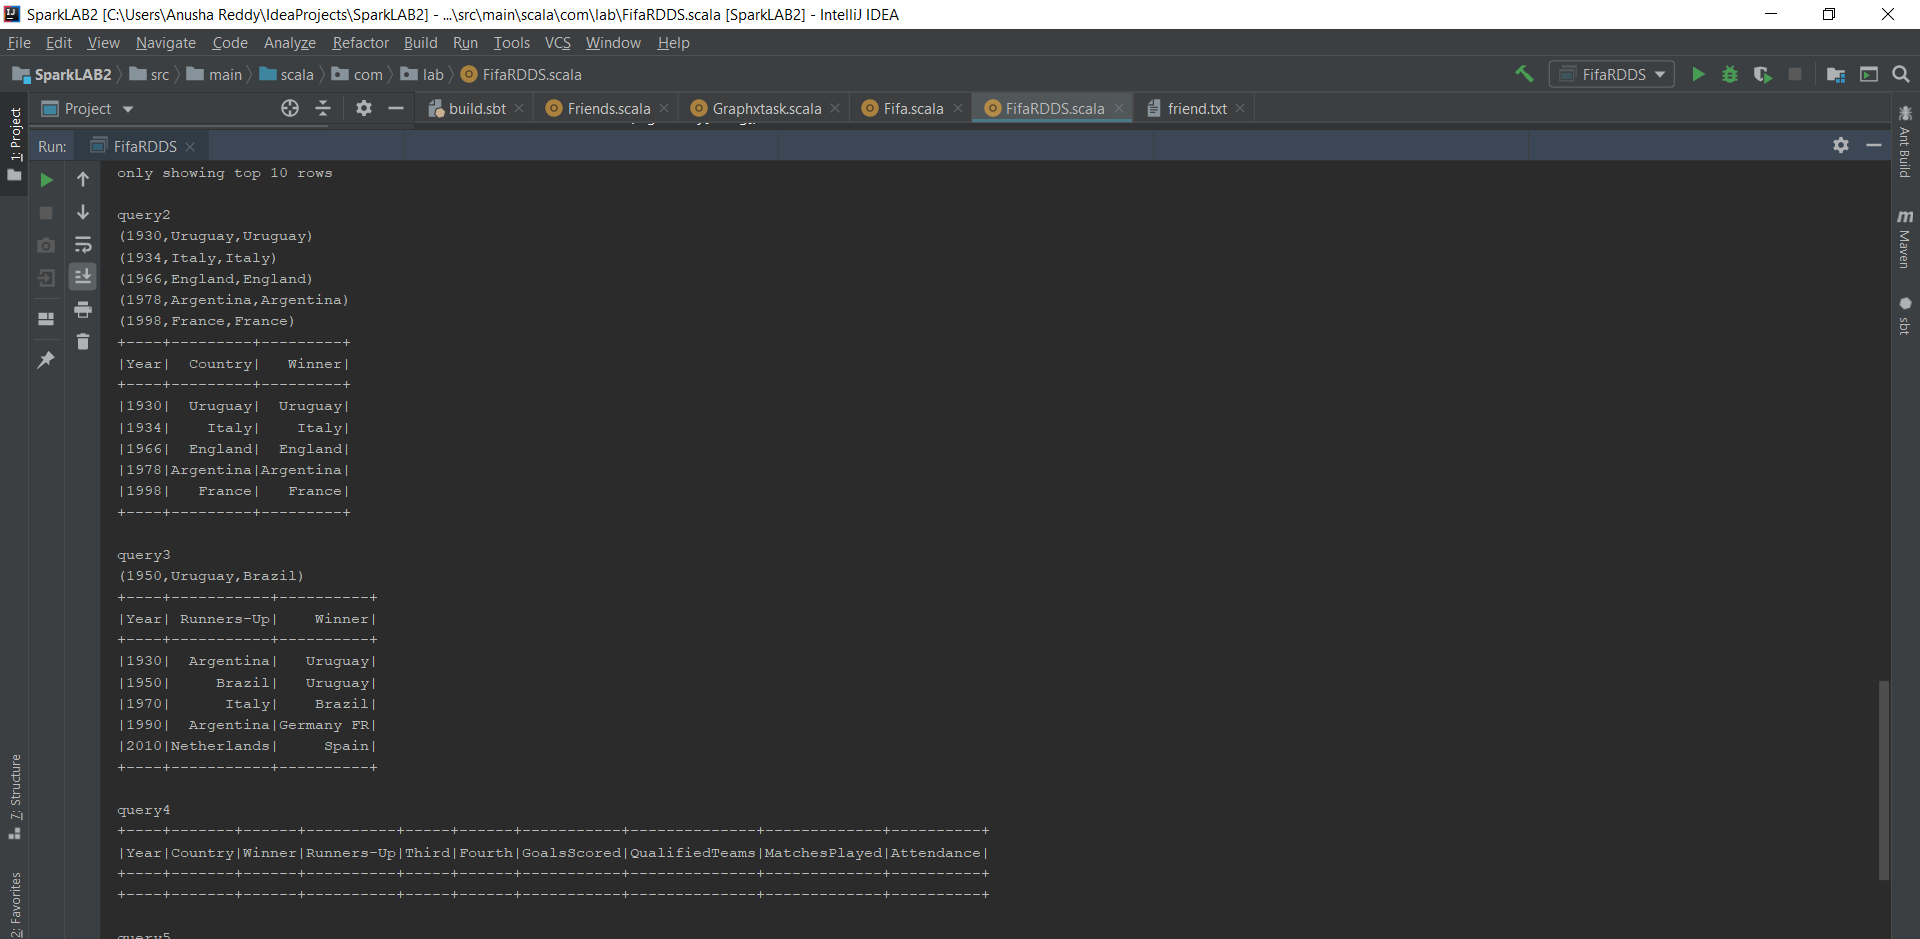 SparkLAB2 [C:\Users\Anusha Reddy\IdeaProjects\SparkLAB2] - ...\src\main\scala\com\lab\FifaRDDS.scala [SparkLAB2] - IntelliJ IDEA
File Edit View Navigate Code Analyze Refactor Build Run Tools VCS Window Help
SparkLAB2 src main scala com lab FifaRDDS.scala FifaRDDS
Project build.sbt Friends.scala Graphxtask.scala Fifa.scala FifaRDDS.scala friend.txt
Run: FifaRDDS
1: Project
7: Structure
2: Favorites
Ant Build
Maven
sbt
only showing top 10 rows
query2
(1930,Uruguay,Uruguay)
(1934,Italy,Italy)
(1966,England,England)
(1978,Argentina,Argentina)
(1998,France,France)
+----+---------+---------+
|Year|  Country|   Winner|
+----+---------+---------+
|1930|  Uruguay|  Uruguay|
|1934|    Italy|    Italy|
|1966|  England|  England|
|1978|Argentina|Argentina|
|1998|   France|   France|
+----+---------+---------+
query3
(1950,Uruguay,Brazil)
+----+-----------+----------+
|Year| Runners-Up|    Winner|
+----+-----------+----------+
|1930|  Argentina|   Uruguay|
|1950|     Brazil|   Uruguay|
|1970|      Italy|    Brazil|
|1990|  Argentina|Germany FR|
|2010|Netherlands|     Spain|
+----+-----------+----------+
query4
+----+-------+------+----------+-----+------+-----------+--------------+-------------+----------+
|Year|Country|Winner|Runners-Up|Third|Fourth|GoalsScored|QualifiedTeams|MatchesPlayed|Attendance|
+----+-------+------+----------+-----+------+-----------+--------------+-------------+----------+
+----+-------+------+----------+-----+------+-----------+--------------+-------------+----------+
query5